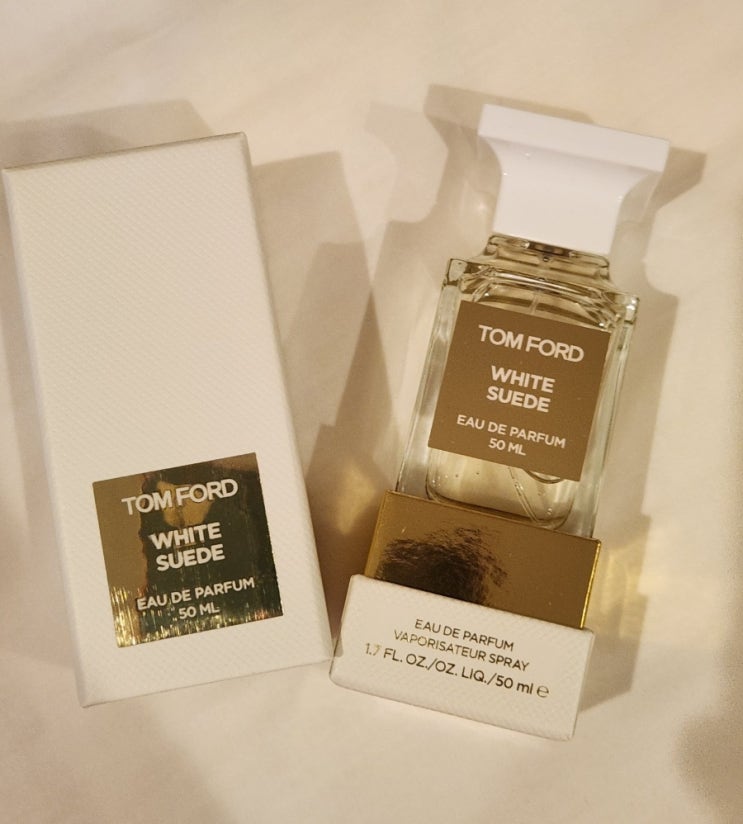 TOM FORD
WHITE
SUEDE
EAU DE PARFUM
50 ML
TOM FORD
WHITE
SUEDE
EAU DE PARFUM
50 ML
EAU DE PARFUM
VAPORISATEUR SPRAY
1.7 FL. OZ./OZ. LIQ./50 ml ℮